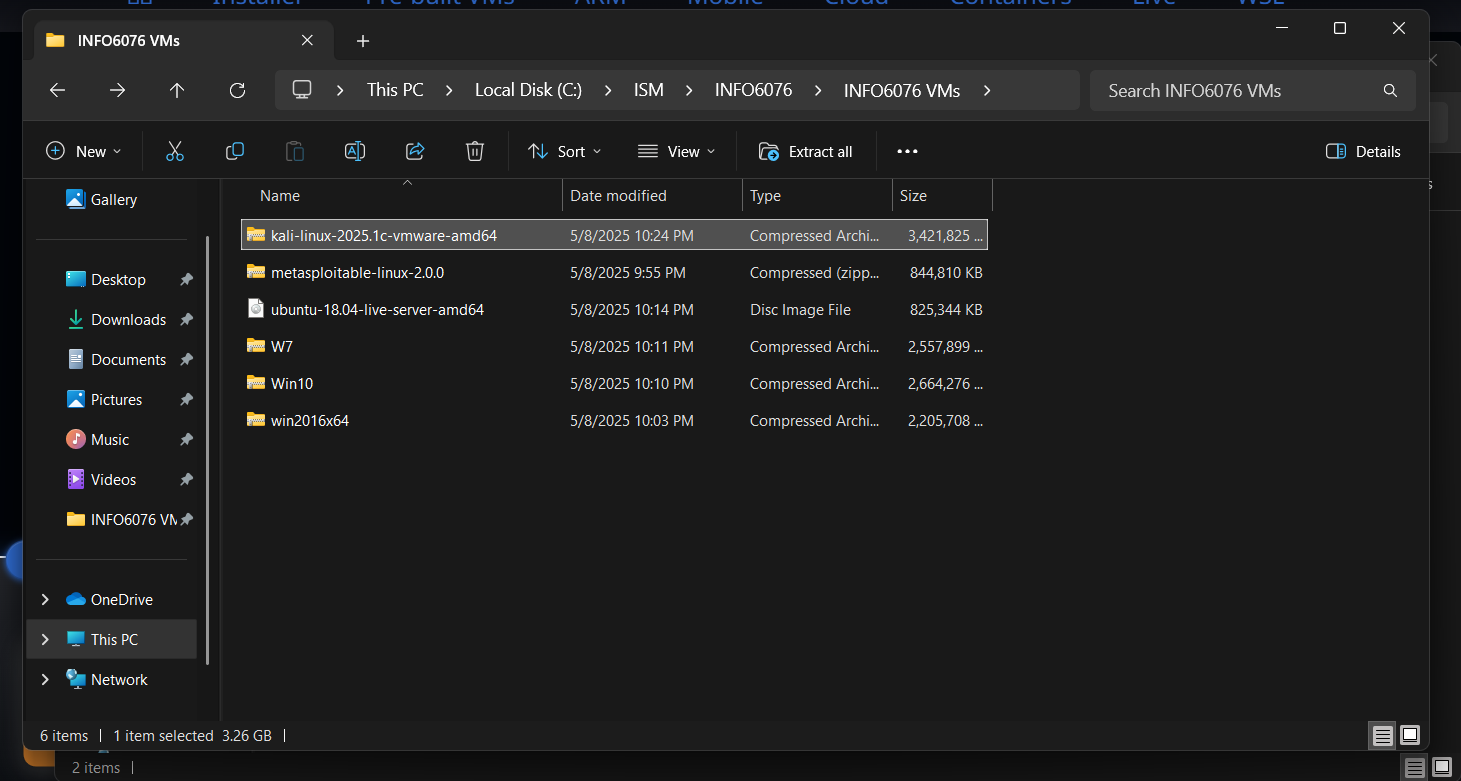 Installer Pre-built VMs ARM Mobile Cloud Containers Live WSL
INFO6076 VMs
This PC Local Disk (C:) ISM INFO6076 INFO6076 VMs
Search INFO6076 VMs
New Sort View Extract all Details
Gallery
Desktop
Downloads
Documents
Pictures
Music
Videos
INFO6076 VM
OneDrive
This PC
Network
Name Date modified Type Size
kali-linux-2025.1c-vmware-amd64 5/8/2025 10:24 PM Compressed Archi... 3,421,825 ...
metasploitable-linux-2.0.0 5/8/2025 9:55 PM Compressed (zipp... 844,810 KB
ubuntu-18.04-live-server-amd64 5/8/2025 10:14 PM Disc Image File 825,344 KB
W7 5/8/2025 10:11 PM Compressed Archi... 2,557,899 ...
Win10 5/8/2025 10:10 PM Compressed Archi... 2,664,276 ...
win2016x64 5/8/2025 10:03 PM Compressed Archi... 2,205,708 ...
6 items | 1 item selected 3.26 GB |
2 items |